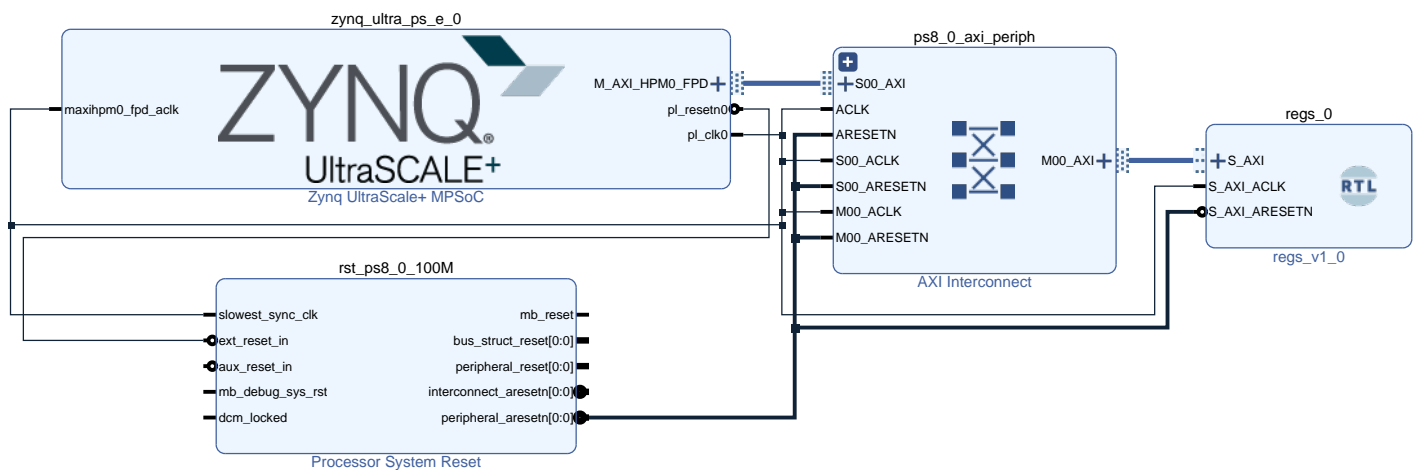 zynq_ultra_ps_e_0
maxihpm0_fpd_aclk
ZYNQ®
UltraSCALE+
M_AXI_HPM0_FPD
pl_resetn0
pl_clk0
Zynq UltraScale+ MPSoC
ps8_0_axi_periph
S00_AXI
ACLK
ARESETN
S00_ACLK
S00_ARESETN
M00_ACLK
M00_ARESETN
M00_AXI
AXI Interconnect
regs_0
S_AXI
S_AXI_ACLK
S_AXI_ARESETN
RTL
regs_v1_0
rst_ps8_0_100M
slowest_sync_clk
ext_reset_in
aux_reset_in
mb_debug_sys_rst
dcm_locked
mb_reset
bus_struct_reset[0:0]
peripheral_reset[0:0]
interconnect_aresetn[0:0]
peripheral_aresetn[0:0]
Processor System Reset